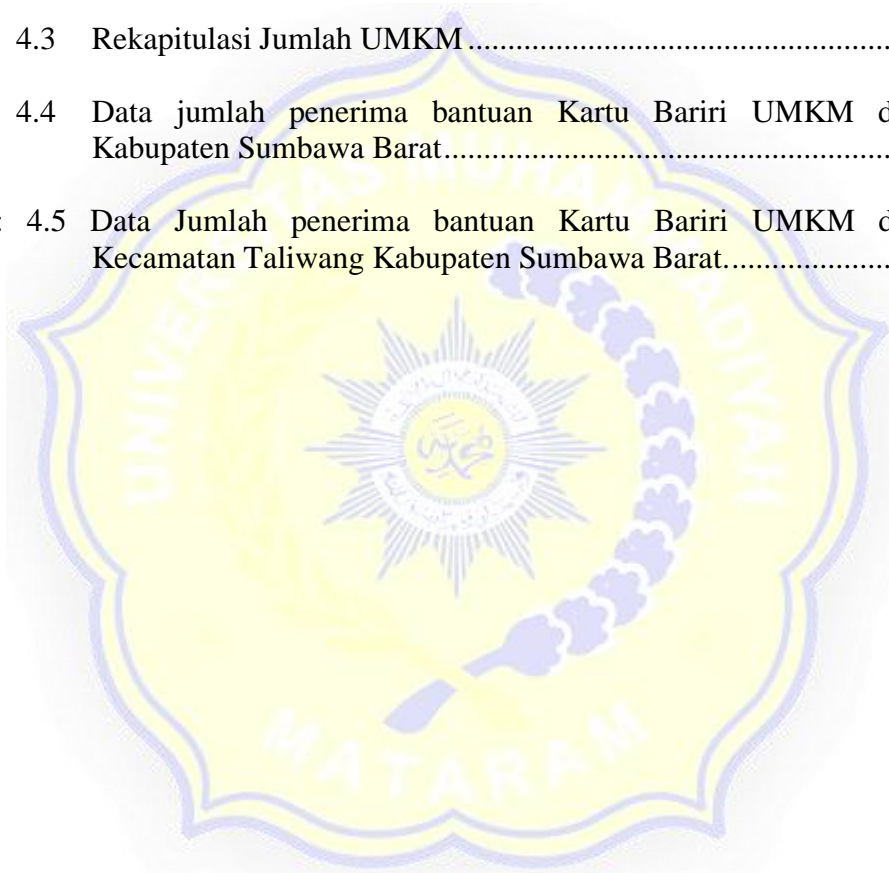 4.3 Rekapitulasi Jumlah UMKM ......................................................
4.4 Data jumlah penerima bantuan Kartu Bariri UMKM d
Kabupaten Sumbawa Barat.........................................................
: 4.5 Data Jumlah penerima bantuan Kartu Bariri UMKM d
Kecamatan Taliwang Kabupaten Sumbawa Barat.....................
UNIVERSITAS MUHAMMADIYAH
محمدية
MATARAM